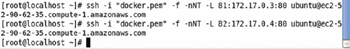 [root@localhost ~]# ssh -i "docker.pem" -f -nNT -L 81:172.17.0.3:80 ubuntu@ec2-5
2-90-62-35.compute-1.amazonaws.com
[root@localhost ~]# ssh -i "docker.pem" -f -nNT -L 82:172.17.0.4:80 ubuntu@ec2-5
2-90-62-35.compute-1.amazonaws.com
[root@localhost ~]#